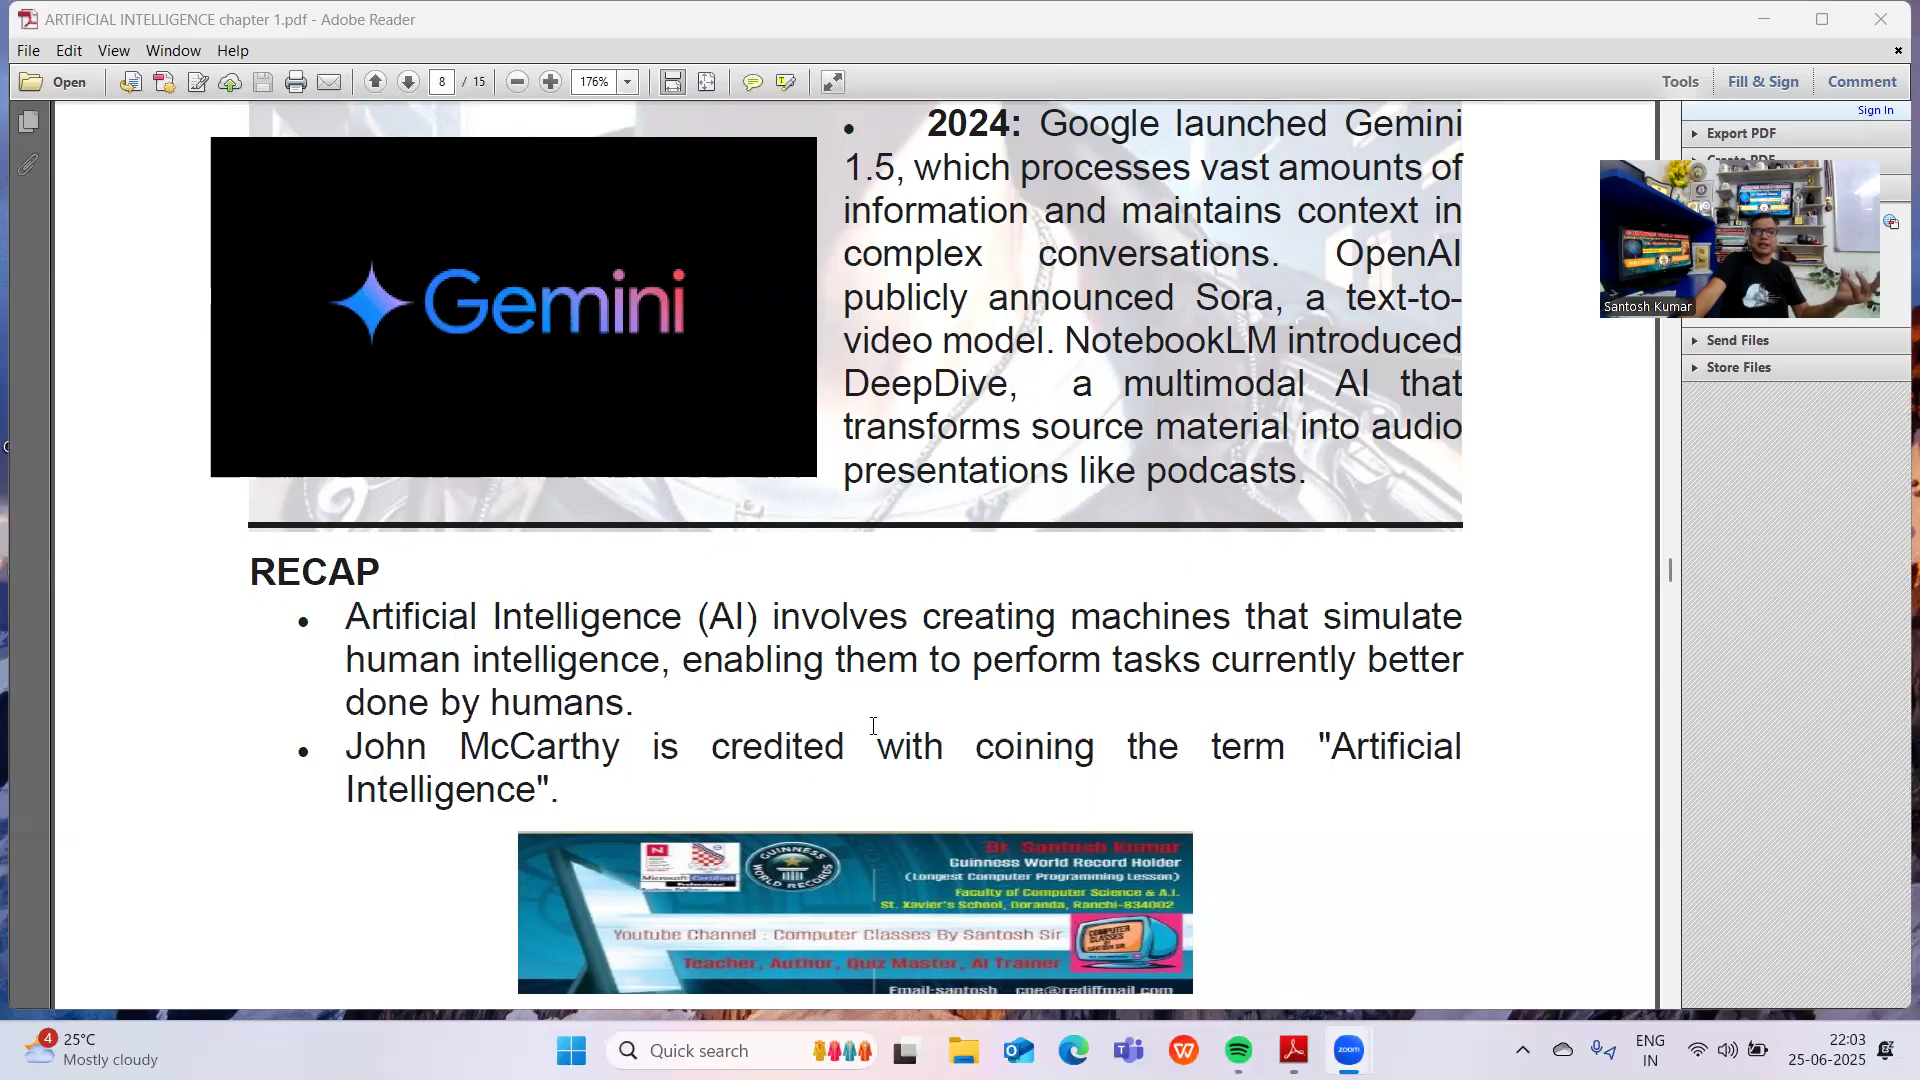 ARTIFICIAL INTELLIGENCE chapter 1.pdf - Adobe Reader
File Edit View Window Help
Open 8 / 15 176% Tools Fill & Sign Comment
Sign In
Export PDF
Create PDF
Send Files
Store Files
Santosh Kumar
Gemini
• 2024: Google launched Gemini
1.5, which processes vast amounts of
information and maintains context in
complex conversations. OpenAI
publicly announced Sora, a text-to-
video model. NotebookLM introduced
DeepDive, a multimodal AI that
transforms source material into audio
presentations like podcasts.
RECAP
• Artificial Intelligence (AI) involves creating machines that simulate
human intelligence, enabling them to perform tasks currently better
done by humans.
• John McCarthy is credited with coining the term "Artificial
Intelligence".
Santosh Kumar
Guinness World Record Holder
(Longest Computer Programming Lesson)
Faculty of Computer Science & A.I.
St. Xavier's School, Doranda, Ranchi-834002
Youtube Channel : Computer Classes By Santosh Sir
Teacher, Author, Quiz Master, AI Trainer
4
25°C
Mostly cloudy
Quick search
zoom
ENG
IN
22:03
25-06-2025